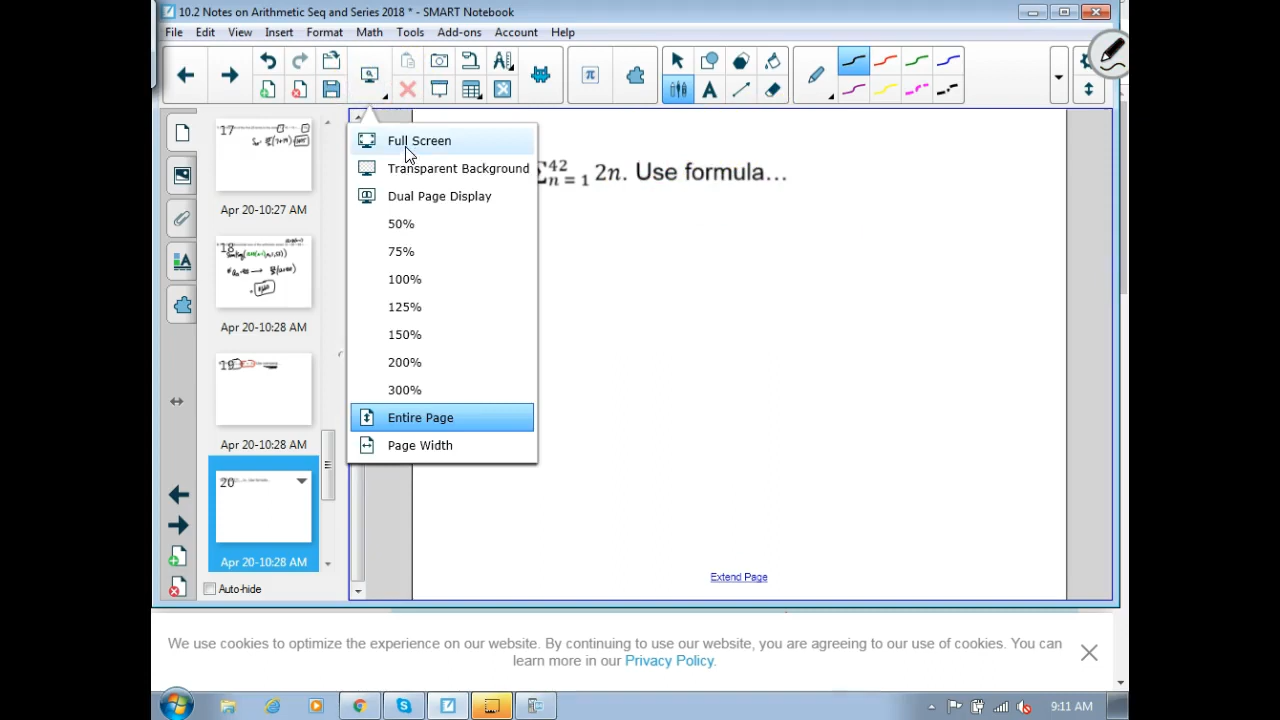 10.2 Notes on Arithmetic Seq and Series 2018 * - SMART Notebook
File Edit View Insert Format Math Tools Add-ons Account Help
17
Apr 20-10:27 AM
18
Apr 20-10:28 AM
19
Apr 20-10:28 AM
20
Apr 20-10:28 AM
Auto-hide
Full Screen
Transparent Background
Dual Page Display
50%
75%
100%
125%
150%
200%
300%
Entire Page
Page Width
∑ 42 n = 1 2n. Use formula…
Extend Page
We use cookies to optimize the experience on our website. By continuing to use our website, you are agreeing to our use of cookies. You can
learn more in our Privacy Policy.
9:11 AM